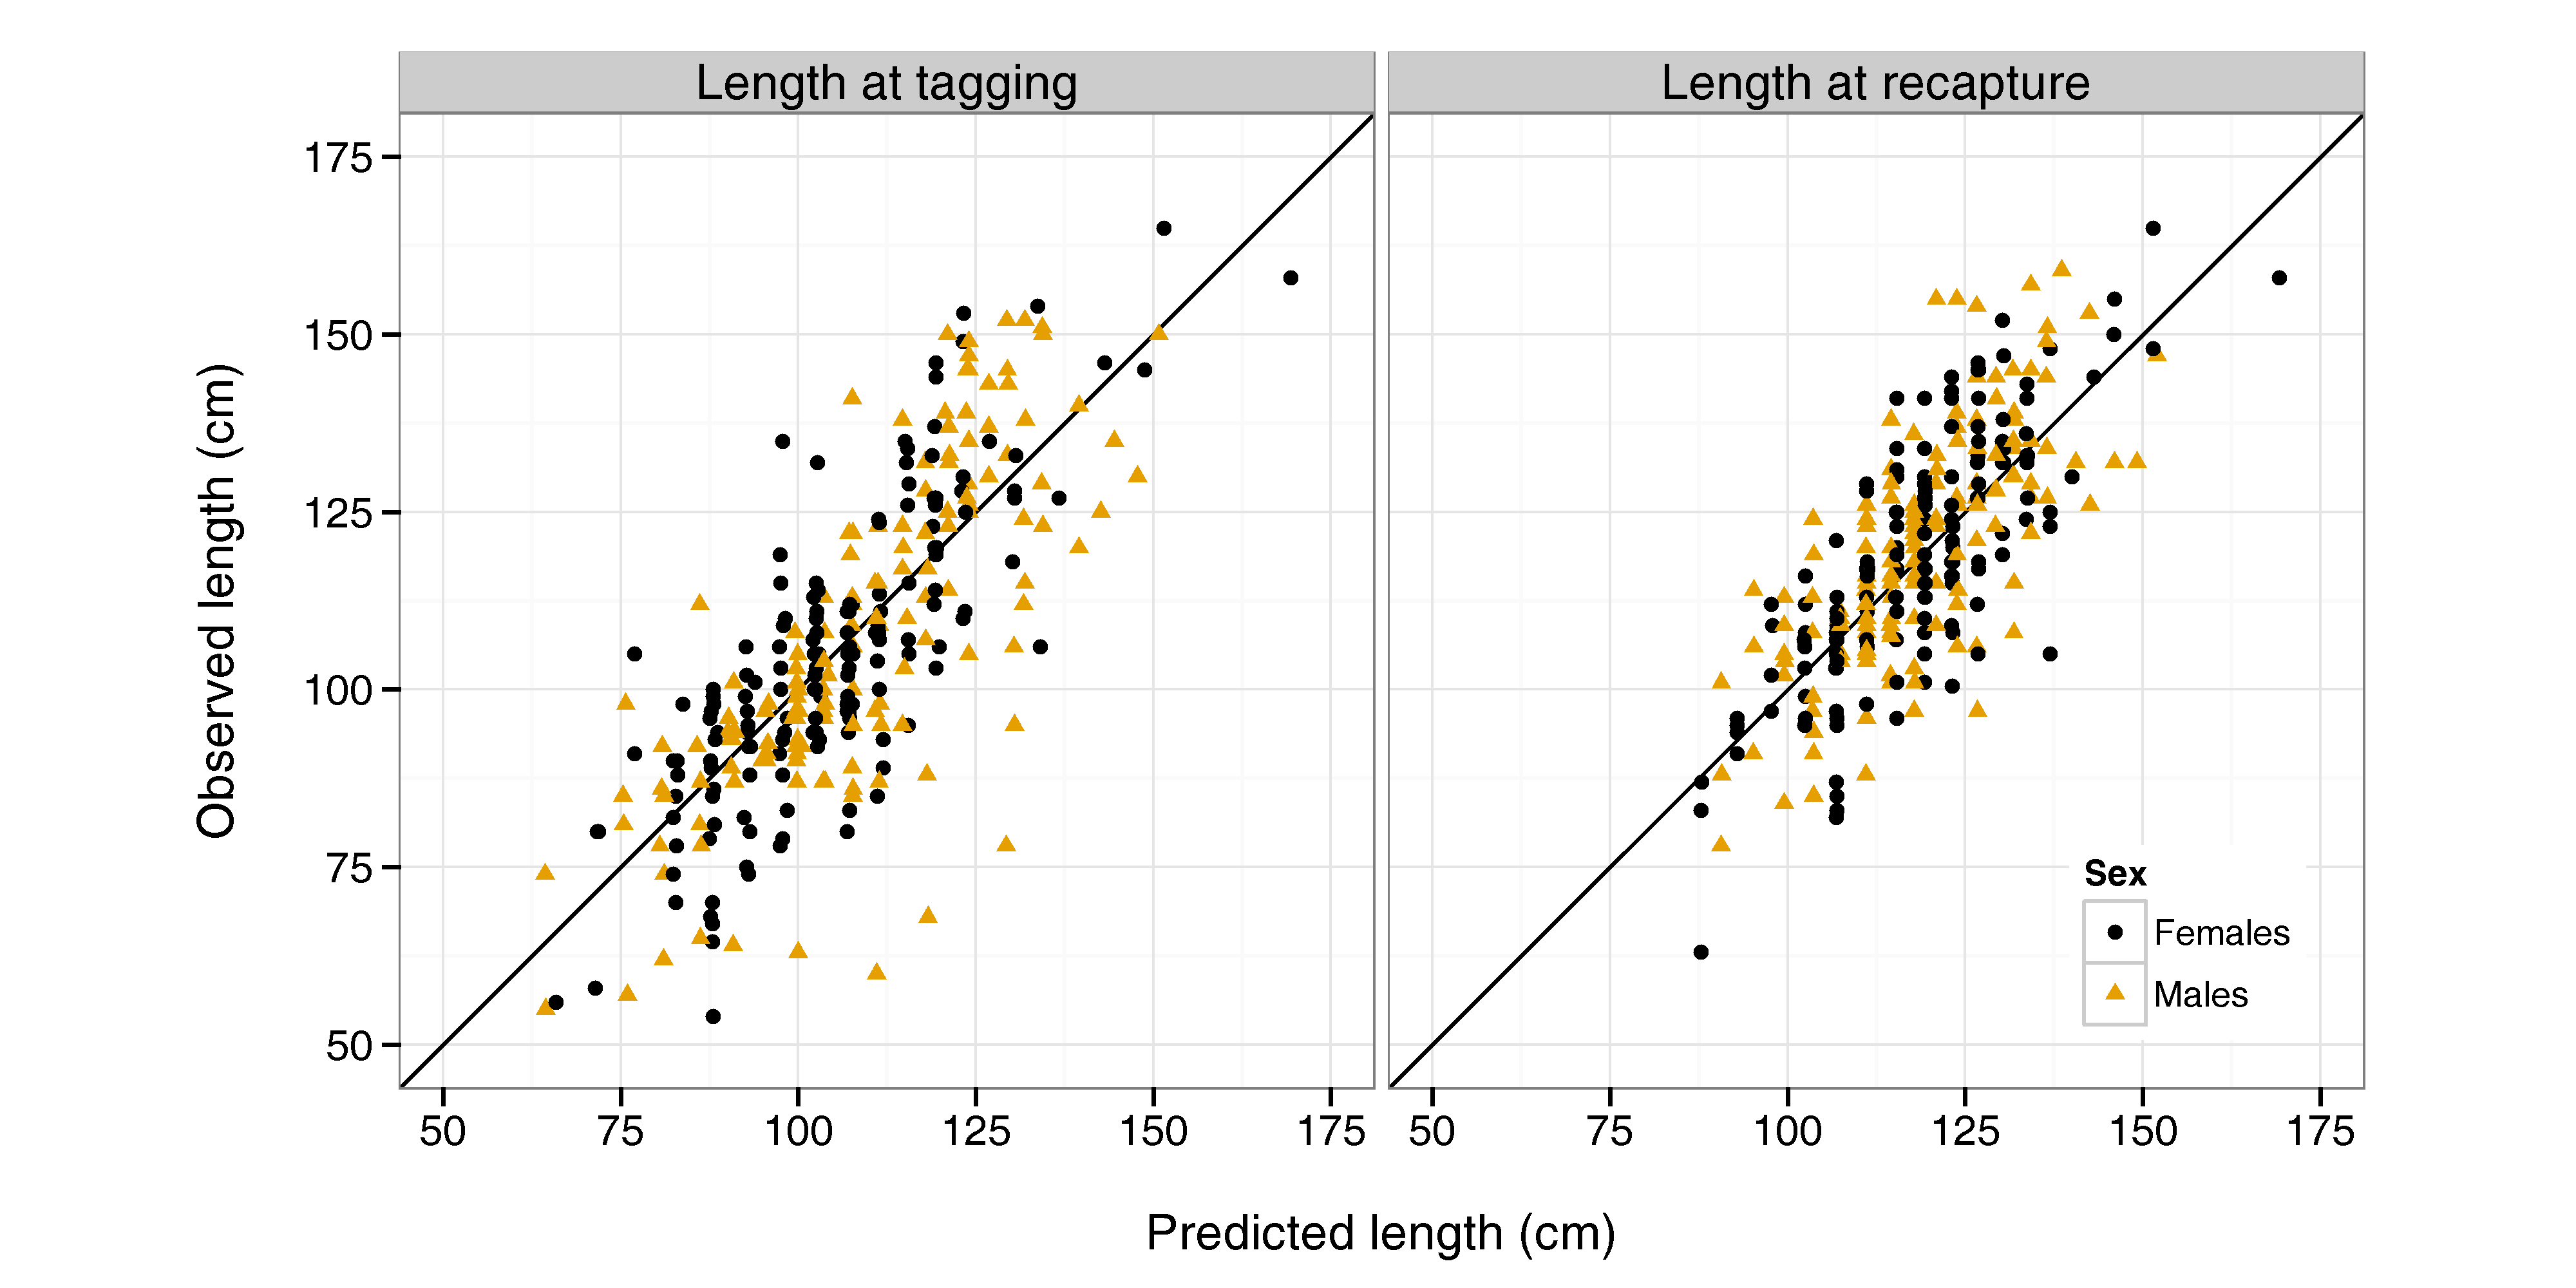 Length at tagging
Length at recapture
Observed length (cm)
175
150
125
100
75
50
Sex
Females
Males
50 75 100 125 150 175
50 75 100 125 150 175
Predicted length (cm)